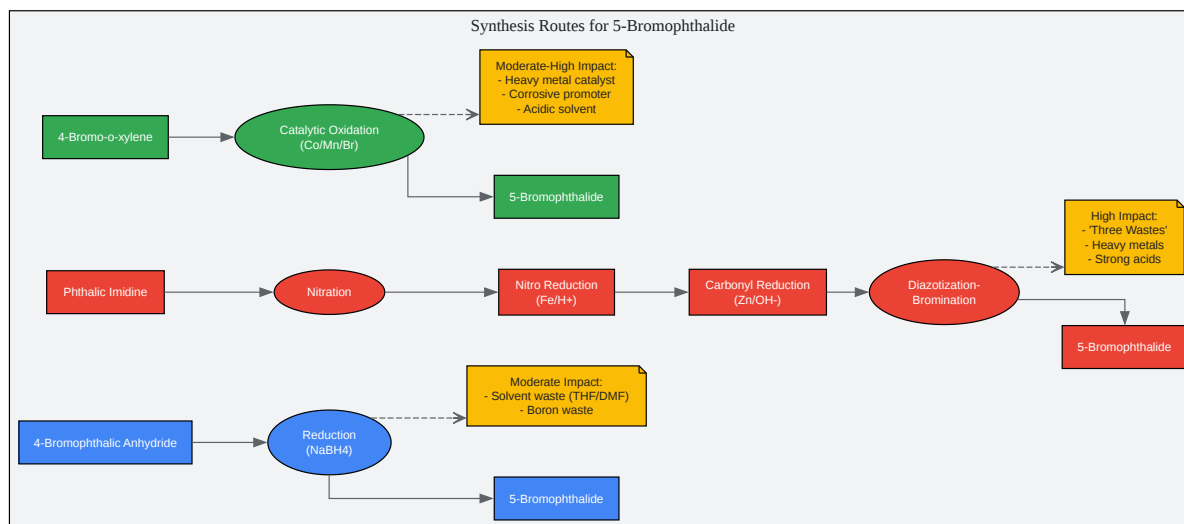 Synthesis Routes for 5-Bromophthalide
Moderate-High Impact:
- Heavy metal catalyst
- Corrosive promoter
- Acidic solvent
4-Bromo-o-xylene
Catalytic Oxidation
(Co/Mn/Br)
5-Bromophthalide
High Impact:
- 'Three Wastes'
- Heavy metals
- Strong acids
Phthalic Imidine
Nitration
Nitro Reduction
(Fe/H+)
Carbonyl Reduction
(Zn/OH-)
Diazotization-
Bromination
5-Bromophthalide
Moderate Impact:
- Solvent waste (THF/DMF)
- Boron waste
4-Bromophthalic Anhydride
Reduction
(NaBH4)
5-Bromophthalide